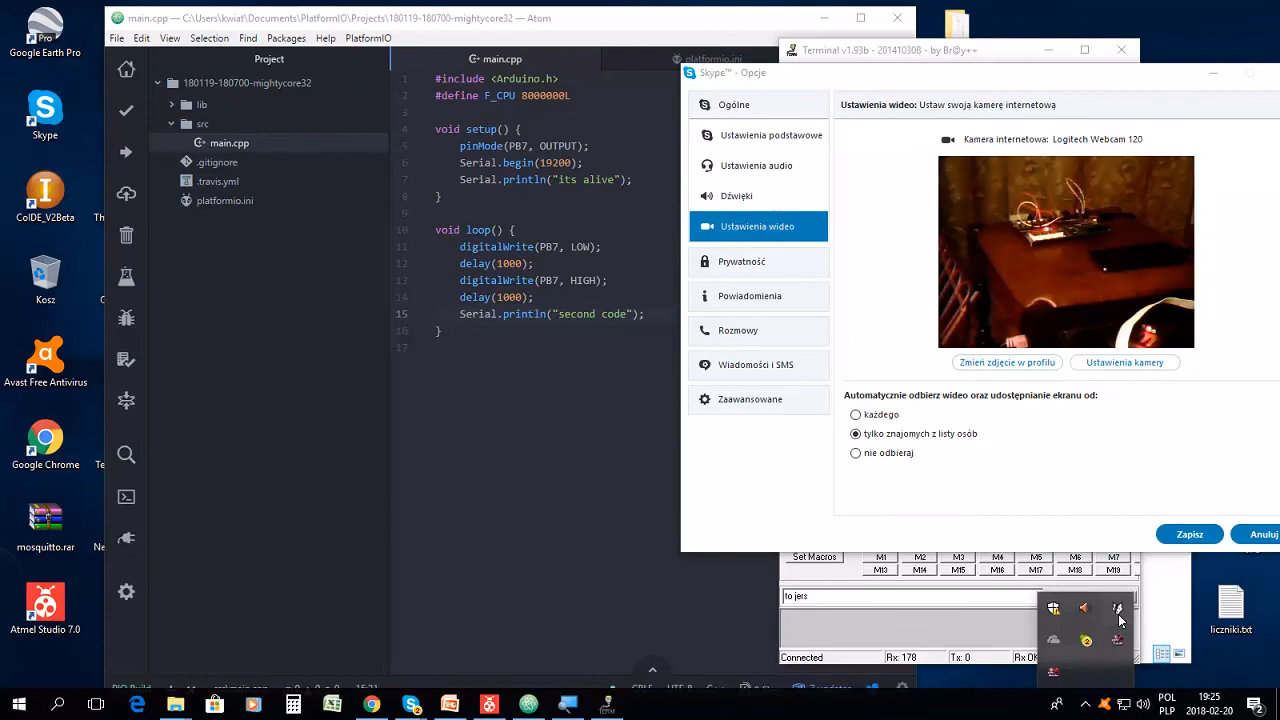 Google Earth Pro
Skype
CoIDE_V2Beta
Kosz
Avast Free Antivirus
Google Chrome
mosquitto.rar
Atmel Studio 7.0
main.cpp — C:\Users\kwiat\Documents\PlatformIO\Projects\180119-180700-mightycore32 — Atom
File Edit View Selection Find Packages Help PlatformIO
Project
180119-180700-mightycore32
lib
src
main.cpp
.gitignore
.travis.yml
platformio.ini
main.cpp
platformio.ini
1 #include <Arduino.h>
2 #define F_CPU 8000000L
3
4 void setup() {
5 pinMode(PB7, OUTPUT);
6 Serial.begin(19200);
7 Serial.println("its alive");
8 }
9
10 void loop() {
11 digitalWrite(PB7, LOW);
12 delay(1000);
13 digitalWrite(PB7, HIGH);
14 delay(1000);
15 Serial.println("second code");
16 }
17
Terminal v1.93b - 201410308 - by Br@y++
Skype™ - Opcje
Ogólne
Ustawienia podstawowe
Ustawienia audio
Dźwięki
Ustawienia wideo
Prywatność
Powiadomienia
Rozmowy
Wiadomości i SMS
Zaawansowane
Ustawienia wideo: Ustaw swoją kamerę internetową
Kamera internetowa: Logitech Webcam 120
Zmień zdjęcie w profilu Ustawienia kamery
Automatycznie odbierz wideo oraz udostępnianie ekranu od:
każdego
tylko znajomych z listy osób
nie odbieraj
Zapisz Anuluj
Set Macros M1 M2 M3 M4 M5 M6 M7
M13 M14 M15 M16 M17 M18 M19
to jers
Connected Rx: 178 Tx: 0
liczniki.txt
POL
PLP
19:25
2018-02-20